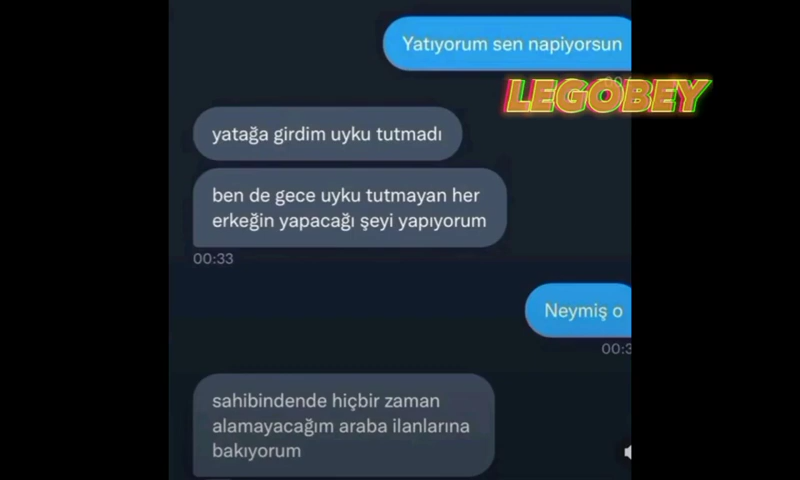 Yatıyorum sen napiyorsun
LEGOBEY
yatağa girdim uyku tutmadı
ben de gece uyku tutmayan her
erkeğin yapacağı şeyi yapıyorum
00:33
Neymiş o
sahibindende hiçbir zaman
alamayacağım araba ilanlarına
bakıyorum